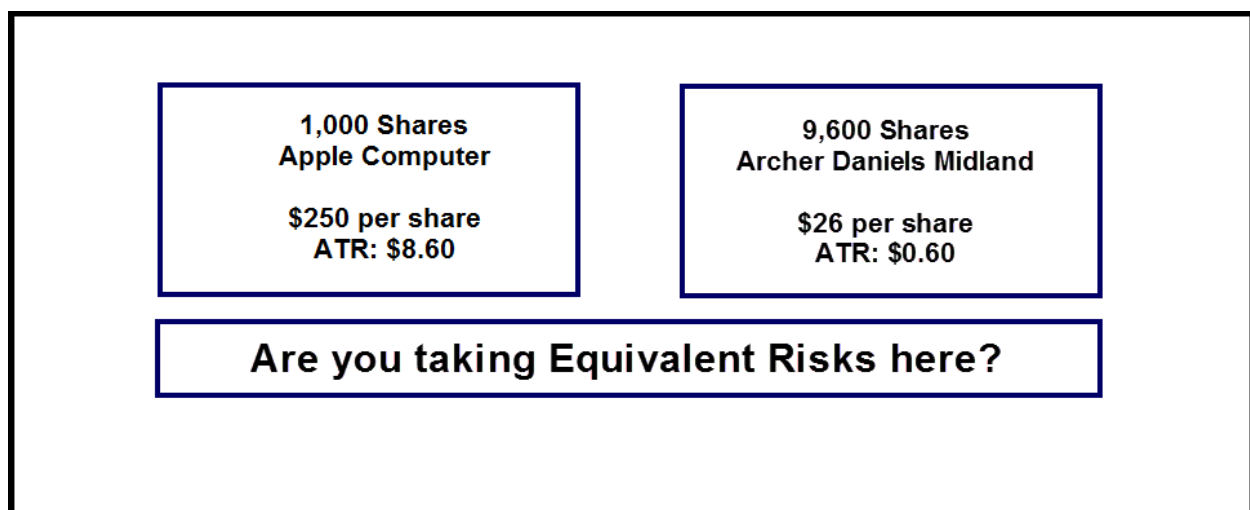 1,000 Shares
Apple Computer
$250 per share
ATR: $8.60
9,600 Shares
Archer Daniels Midland
$26 per share
ATR: $0.60
Are you taking Equivalent Risks here?